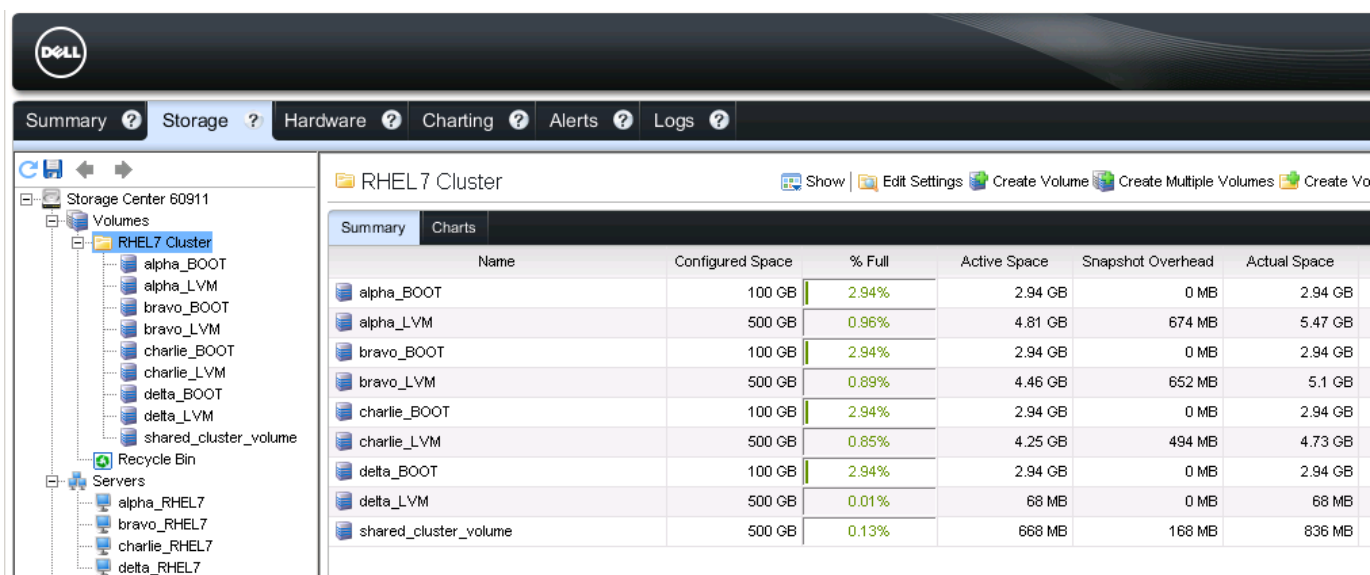 DELL
Summary ? Storage ? Hardware ? Charting ? Alerts ? Logs ?
RHEL7 Cluster Show Edit Settings Create Volume Create Multiple Volumes Create Vo
Storage Center 60911
Volumes
RHEL7 Cluster
alpha_BOOT
alpha_LVM
bravo_BOOT
bravo_LVM
charlie_BOOT
charlie_LVM
delta_BOOT
delta_LVM
shared_cluster_volume
Recycle Bin
Servers
alpha_RHEL7
bravo_RHEL7
charlie_RHEL7
delta_RHEL7
Summary Charts
Name Configured Space % Full Active Space Snapshot Overhead Actual Space
alpha_BOOT 100 GB 2.94% 2.94 GB 0 MB 2.94 GB
alpha_LVM 500 GB 0.96% 4.81 GB 674 MB 5.47 GB
bravo_BOOT 100 GB 2.94% 2.94 GB 0 MB 2.94 GB
bravo_LVM 500 GB 0.89% 4.46 GB 652 MB 5.1 GB
charlie_BOOT 100 GB 2.94% 2.94 GB 0 MB 2.94 GB
charlie_LVM 500 GB 0.85% 4.25 GB 494 MB 4.73 GB
delta_BOOT 100 GB 2.94% 2.94 GB 0 MB 2.94 GB
delta_LVM 500 GB 0.01% 68 MB 0 MB 68 MB
shared_cluster_volume 500 GB 0.13% 668 MB 168 MB 836 MB